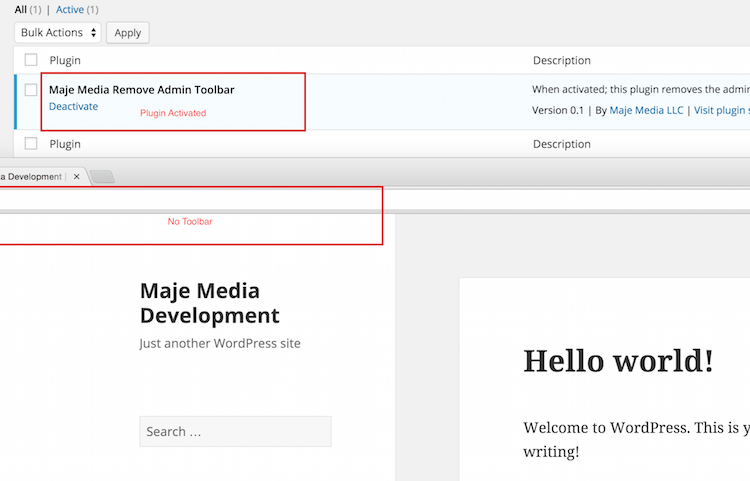 All (1) | Active (1)
Bulk Actions Apply
Plugin Description
Maje Media Remove Admin Toolbar When activated; this plugin removes the admin
Deactivate Plugin Activated Version 0.1 | By Maje Media LLC | Visit plugin s
Plugin Description
a Development |
No Toolbar
Maje Media
Development
Just another WordPress site
Hello world!
Search …
Welcome to WordPress. This is y
writing!